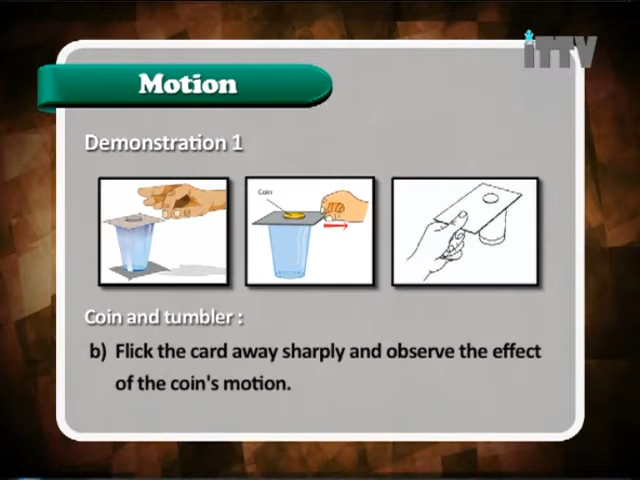 iTTV
Motion
Demonstration 1
Coin
Coin and tumbler :
b) Flick the card away sharply and observe the effect
of the coin's motion.